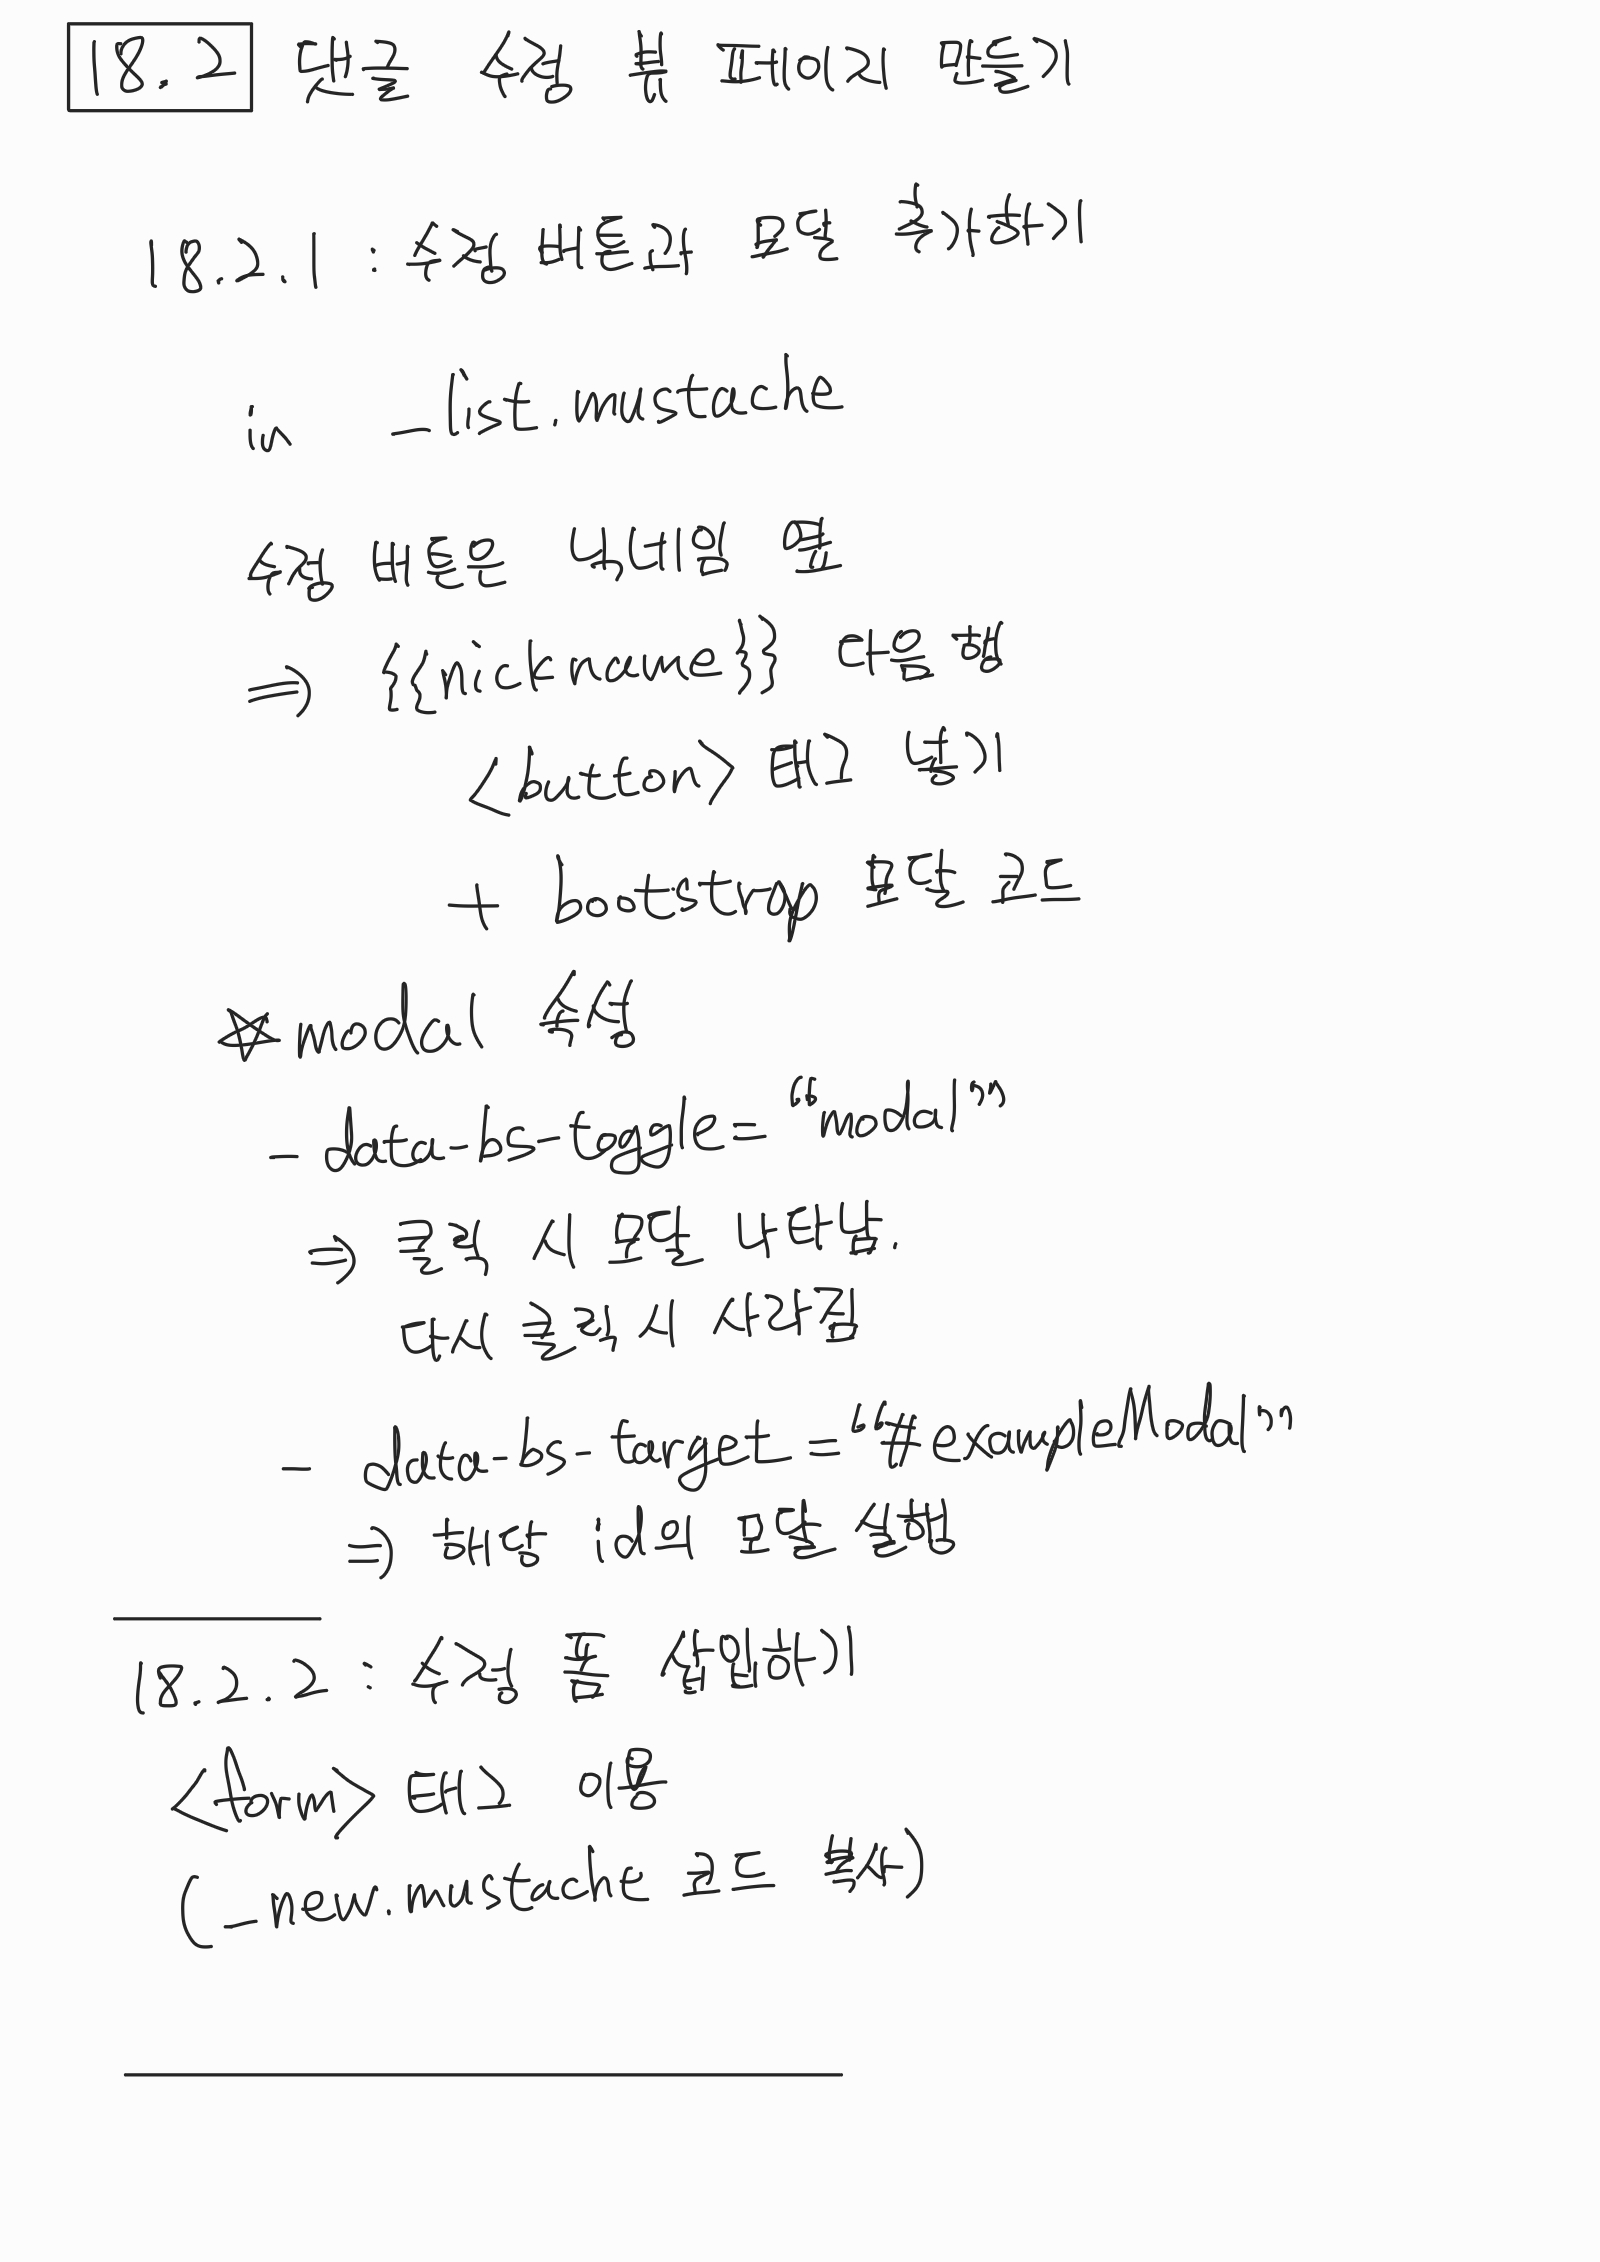 18.2 댓글 수정 뷰 페이지 만들기
18.2.1 : 수정 버튼과 모달 추가하기
in _list.mustache
수정 버튼은 닉네임 옆
⇒ {{nickname}} 다음 행
<button> 태그 넣기
+ bootstrap 모달 코드
☆ modal 속성
- data-bs-toggle = “modal”
⇒ 클릭 시 모달 나타남.
다시 클릭 시 사라짐
- data-bs-target = “#exampleModal”
⇒ 해당 id의 모달 실행
18.2.2 : 수정 폼 삽입하기
<form> 태그 이용
(_new.mustache 코드 복사)